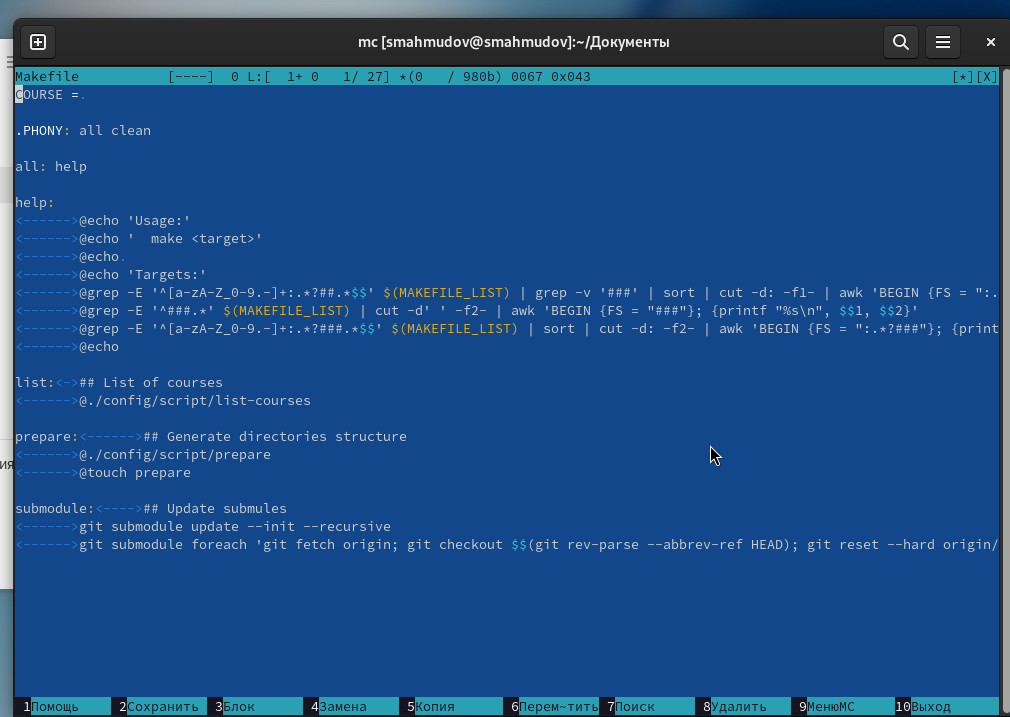 mc [smahmudov@smahmudov]:~/Документы
Makefile [----] 0 L:[ 1+ 0 1/ 27] *(0 / 980b) 0067 0x043 [*][X]
COURSE =.
.PHONY: all clean
all: help
help:
<------>@echo 'Usage:'
<------>@echo '  make <target>'
<------>@echo.
<------>@echo 'Targets:'
<------>@grep -E '^[a-zA-Z_0-9.-]+:.*?##.*$$' $(MAKEFILE_LIST) | grep -v '###' | sort | cut -d: -f1- | awk 'BEGIN {FS = ":.
<------>@grep -E '^###.*' $(MAKEFILE_LIST) | cut -d' ' -f2- | awk 'BEGIN {FS = "###"}; {printf "%s\n", $$1, $$2}'
<------>@grep -E '^[a-zA-Z_0-9.-]+:.*?###.*$$' $(MAKEFILE_LIST) | sort | cut -d: -f2- | awk 'BEGIN {FS = ":.*?###"}; {print
<------>@echo
list:<->## List of courses
<------>@./config/script/list-courses
prepare:<------>## Generate directories structure
<------>@./config/script/prepare
<------>@touch prepare
ия
submodule:<---->## Update submules
<------>git submodule update --init --recursive
<------>git submodule foreach 'git fetch origin; git checkout $$(git rev-parse --abbrev-ref HEAD); git reset --hard origin/
1Помощь 2Сохранить 3Блок 4Замена 5Копия 6Перем~тить 7Поиск 8Удалить 9МенюMC 10Выход